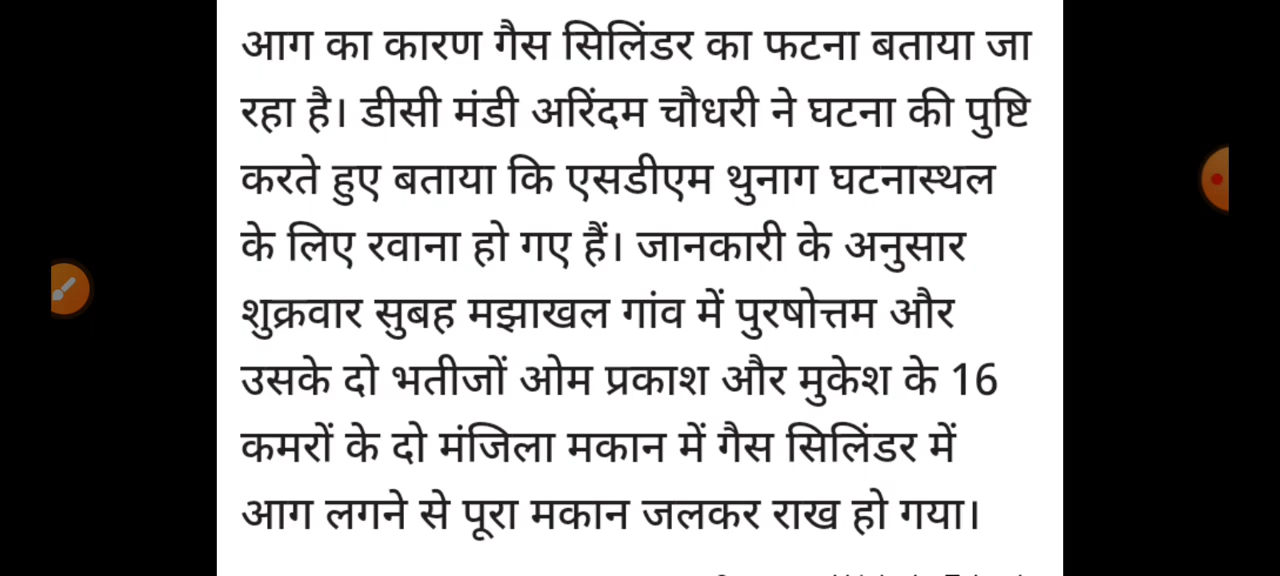 आग का कारण गैस सिलिंडर का फटना बताया जा
रहा है। डीसी मंडी अरिंदम चौधरी ने घटना की पुष्टि
करते हुए बताया कि एसडीएम थुनाग घटनास्थल
के लिए रवाना हो गए हैं। जानकारी के अनुसार
शुक्रवार सुबह मझाखल गांव में पुरषोत्तम और
उसके दो भतीजों ओम प्रकाश और मुकेश के 16
कमरों के दो मंजिला मकान में गैस सिलिंडर में
आग लगने से पूरा मकान जलकर राख हो गया।